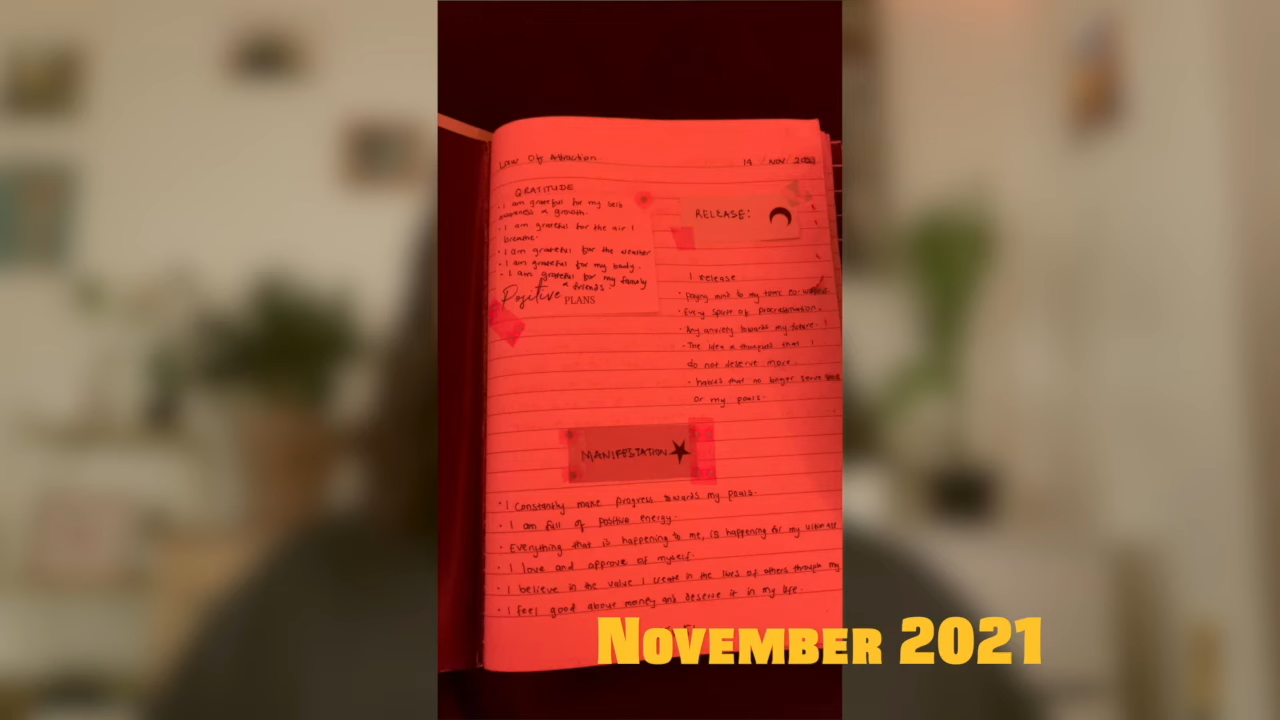 Law Of Attraction
14 / Nov / 2021
GRATITUDE
• I am grateful for my self
awareness & growth.
• I am grateful for the air I
breathe.
• I am grateful for the weather
• I am grateful for my body.
• I am grateful for my family
& friends.
Positive PLANS
RELEASE:
I release
• paying mind to my toxic
• Every of procrastination.
• Any anxiety towards my future.
• The idea & thoughts that I
do not deserve more.
• habits that no longer serve
or my goals.
MANIFESTATION
• I constantly make progress towards my goals.
• I am full of positive energy.
• Everything that is happening to me, is happening for my ultimate
• I love and approve of myself.
• I believe in the value I create in the lives of others through my
• I feel good about money and deserve it in my life.
NOVEMBER 2021